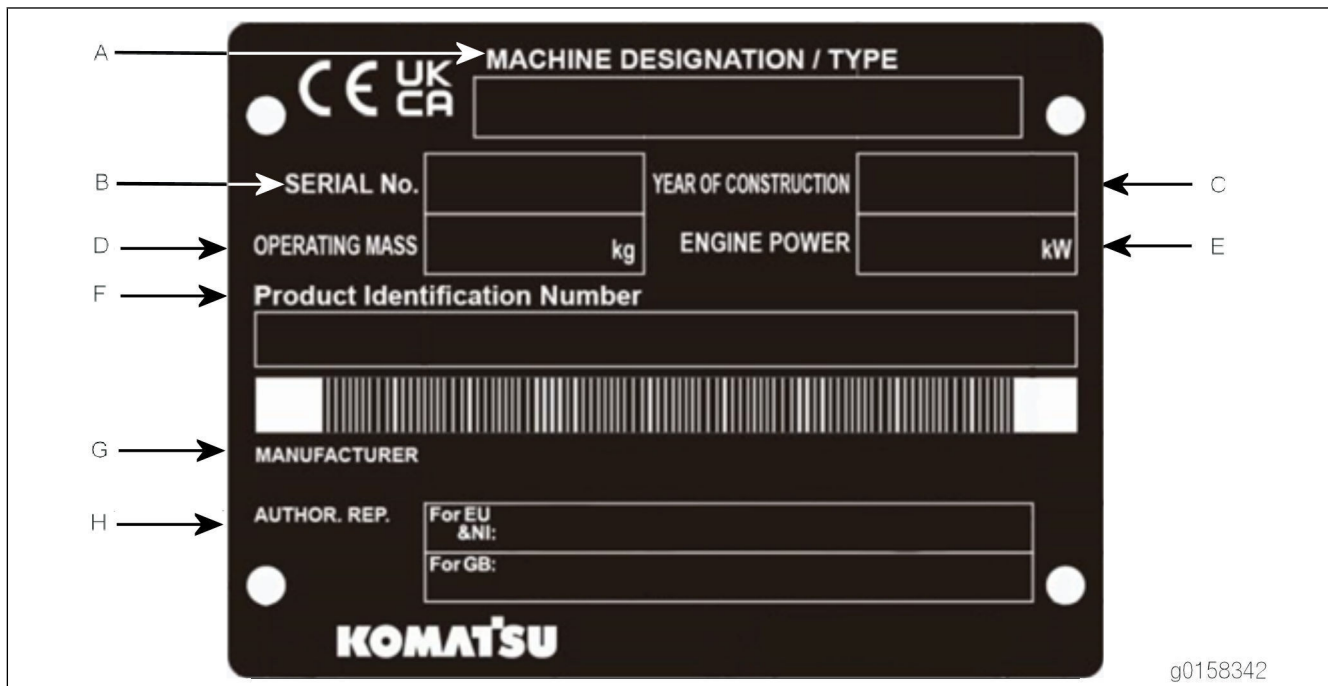 A
MACHINE DESIGNATION / TYPE
CE UK
CA
B
SERIAL No.
YEAR OF CONSTRUCTION
C
D
OPERATING MASS
kg
ENGINE POWER
kW
E
F
Product Identification Number
G
MANUFACTURER
H
AUTHOR. REP.
For EU
&NI:
For GB:
KOMATSU
g0158342